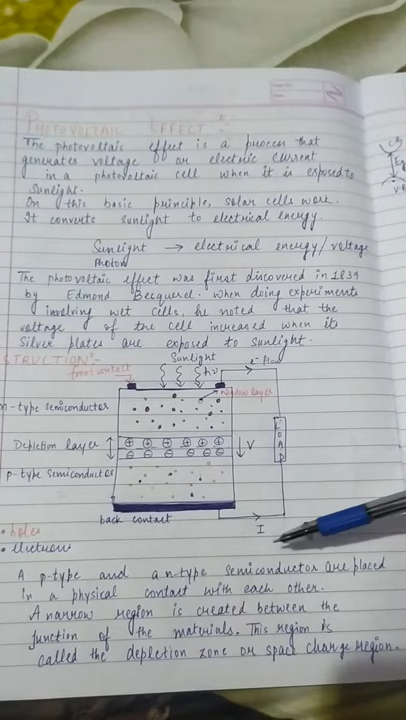 PHOTOVOLTAIC EFFECT :-
The photovoltaic effect is a process that
generates voltage or electric current
in a photovoltaic cell when it is exposed to
Sunlight.
On this basic principle, solar cells work.
It converts sunlight to electrical energy.
Sunlight → electrical energy/voltage
Photon
The photovoltaic effect was first discovered in 1839
by Edmond Becquerel. When doing experiments
involving wet cells, he noted that the
voltage of the cell increased when its
Silver plates are exposed to sunlight.
STRUCTION :-
Sunlight
e⁻ flow
front contact
hν
window layer
n-type semiconductor
LOAD
Depletion layer
V
p-type semiconductor
back contact
I
• holes
• electrons
A p-type and a n-type semiconductor are placed
in a physical contact with each other.
A narrow region is created between the
function of the materials. This region is
called the depletion zone or space charge region.